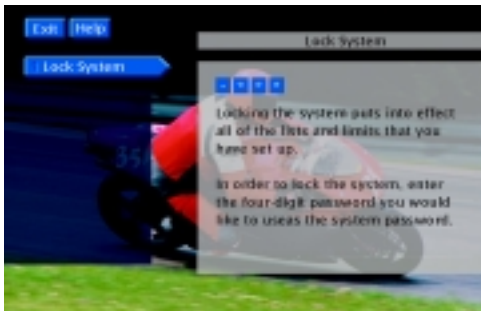 Exit Help
Lock System
Lock System
Locking the system puts into effect
all of the lists and limits that you
have set up.
In order to lock the system, enter
the four-digit password you would
like to useas the system password.